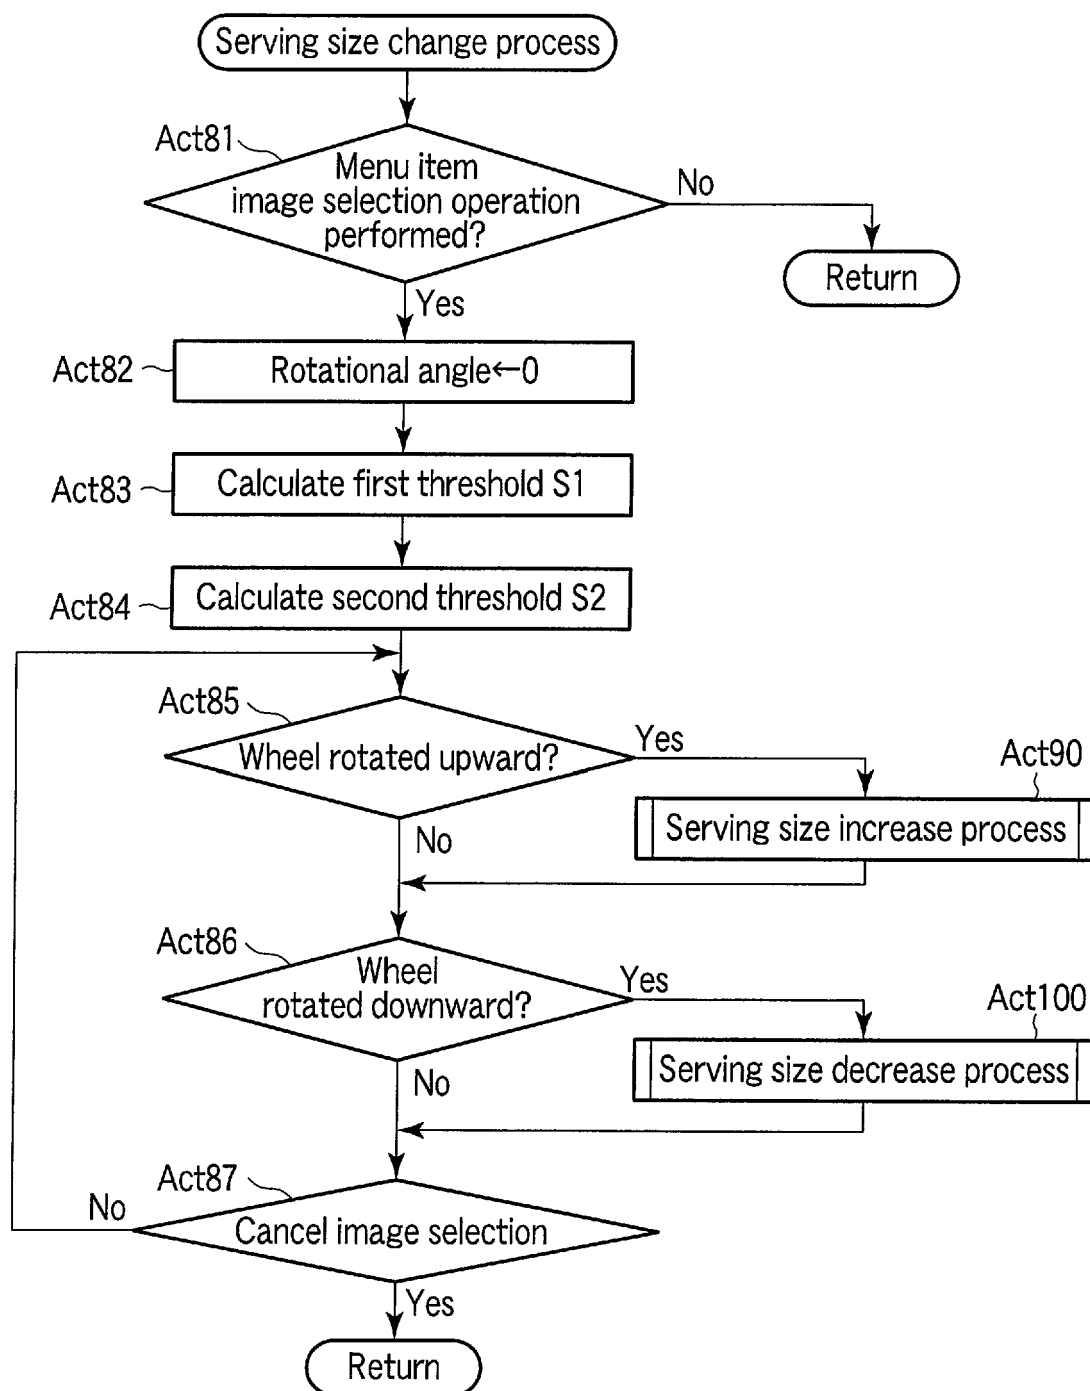 Serving size change process
Act81
Menu item
image selection operation
performed?
No
Return
Yes
Act82
Rotational angle←0
Act83
Calculate first threshold S1
Act84
Calculate second threshold S2
Act85
Wheel rotated upward?
Yes
Act90
Serving size increase process
No
Act86
Wheel
rotated downward?
Yes
Act100
Serving size decrease process
No
Act87
No
Cancel image selection
Yes
Return